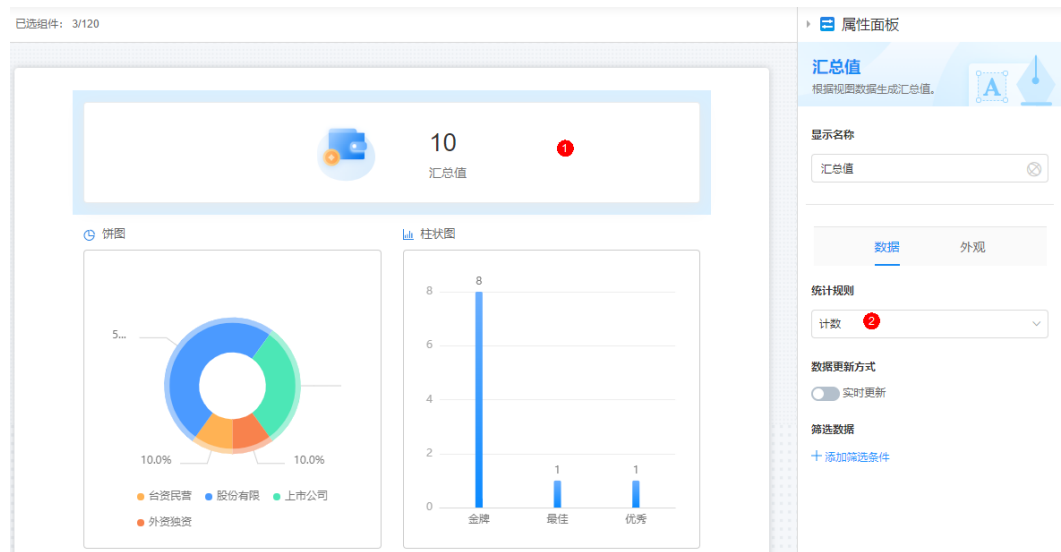 已选组件： 3/120
属性面板
汇总值
根据视图数据生成汇总值。
A
显示名称
汇总值
数据 外观
统计规则
计数 2
数据更新方式
实时更新
筛选数据
+ 添加筛选条件
10
汇总值
1
饼图
5...
10.0%
10.0%
台资民营 股份有限 上市公司
外资独资
柱状图
8
6
4
2
0
8
1
1
金牌 最佳 优秀